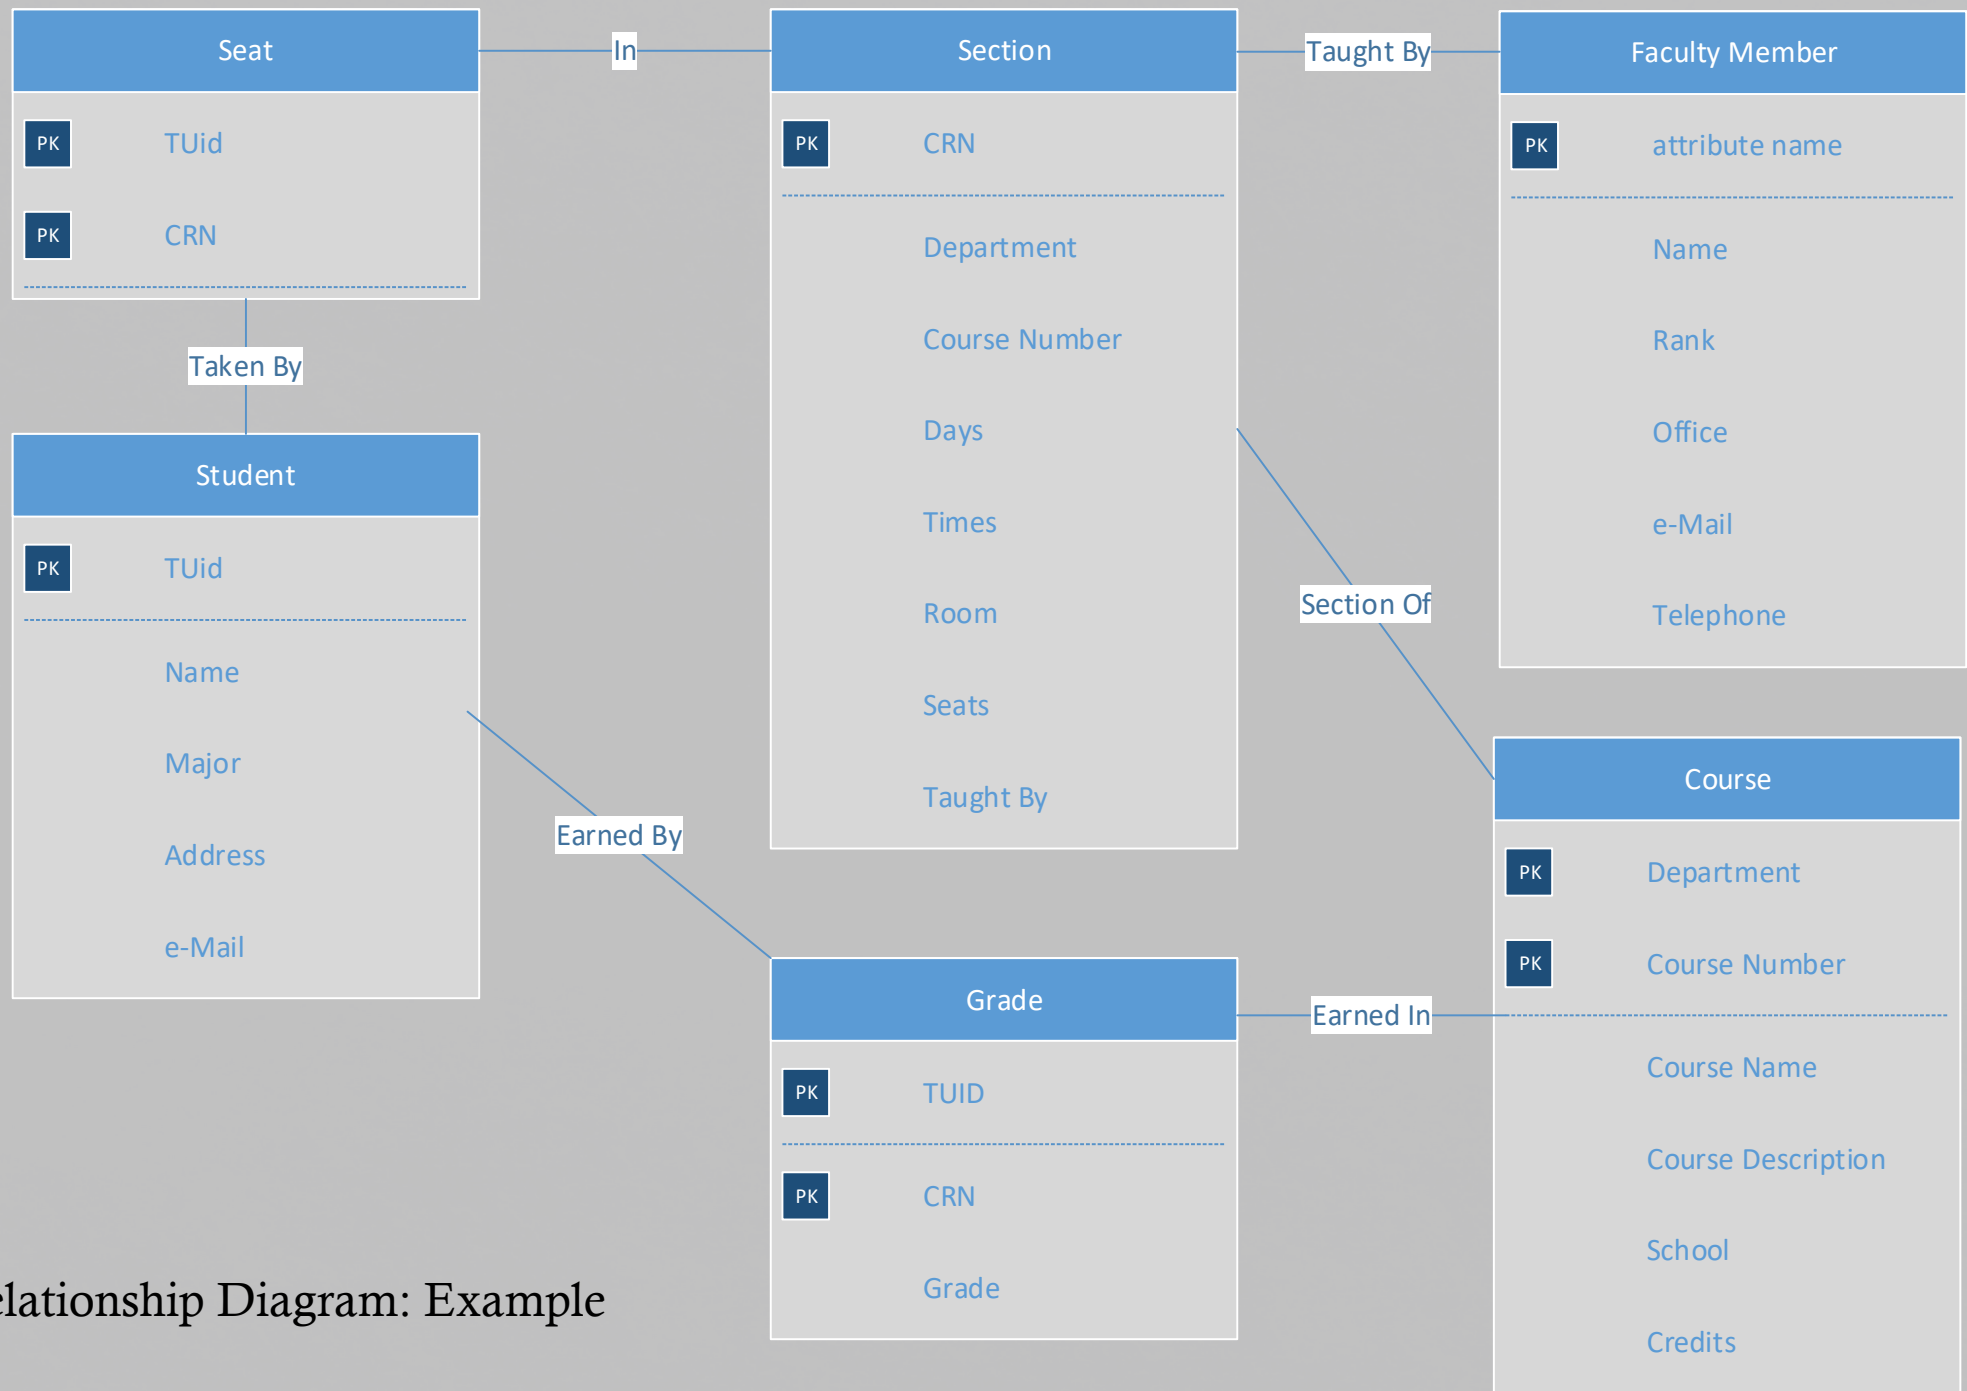 Seat
PK TUid
PK CRN
In
Section
PK CRN
Department
Course Number
Days
Times
Room
Seats
Taught By
Taught By
Faculty Member
PK attribute name
Name
Rank
Office
e-Mail
Telephone
Taken By
Student
PK TUid
Name
Major
Address
e-Mail
Earned By
Section Of
Grade
PK TUID
PK CRN
Grade
Earned In
Course
PK Department
PK Course Number
Course Name
Course Description
School
Credits
elationship Diagram: Example